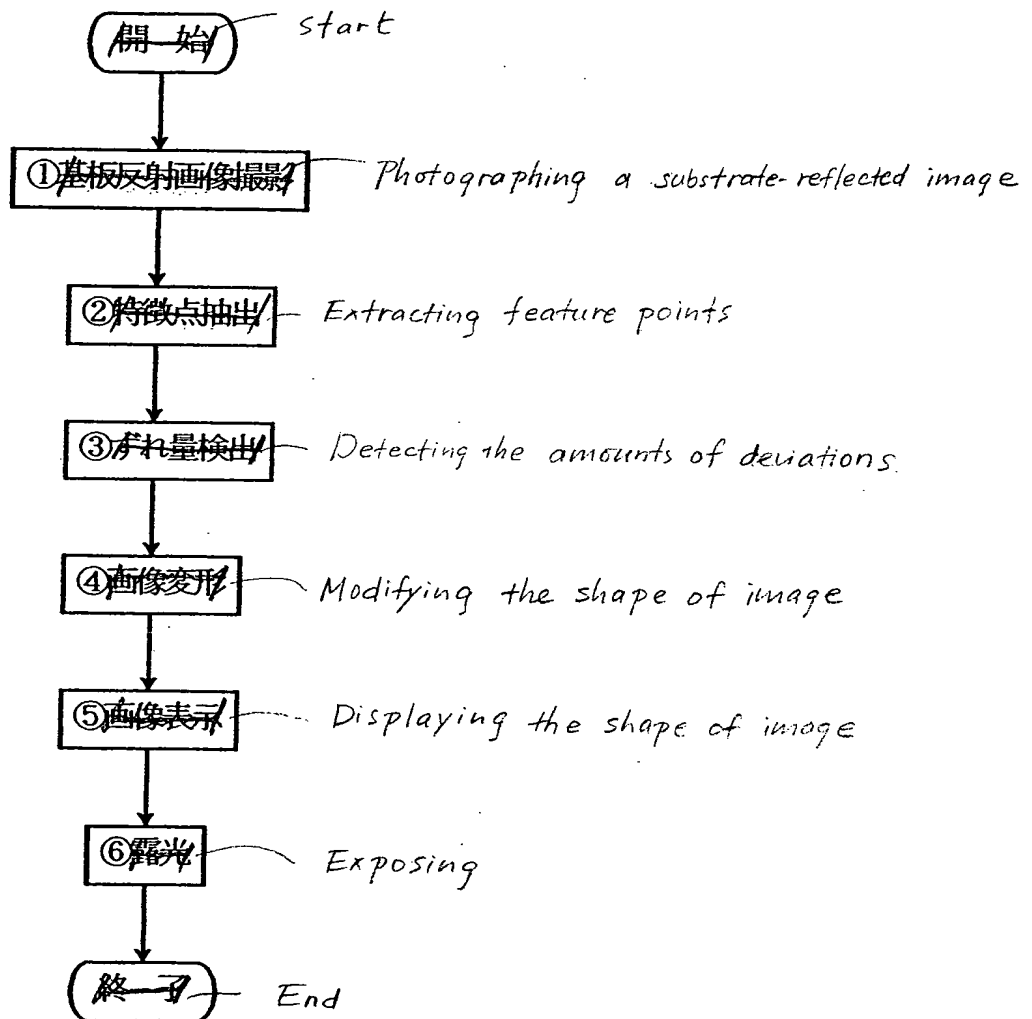 開 始 start
①基板反射画像撮影 Photographing a substrate-reflected image
②特徴点抽出 Extracting feature points
③ずれ量検出 Detecting the amounts of deviations
④画像変形 Modifying the shape of image
⑤画像表示 Displaying the shape of image
⑥露光 Exposing
終 了 End